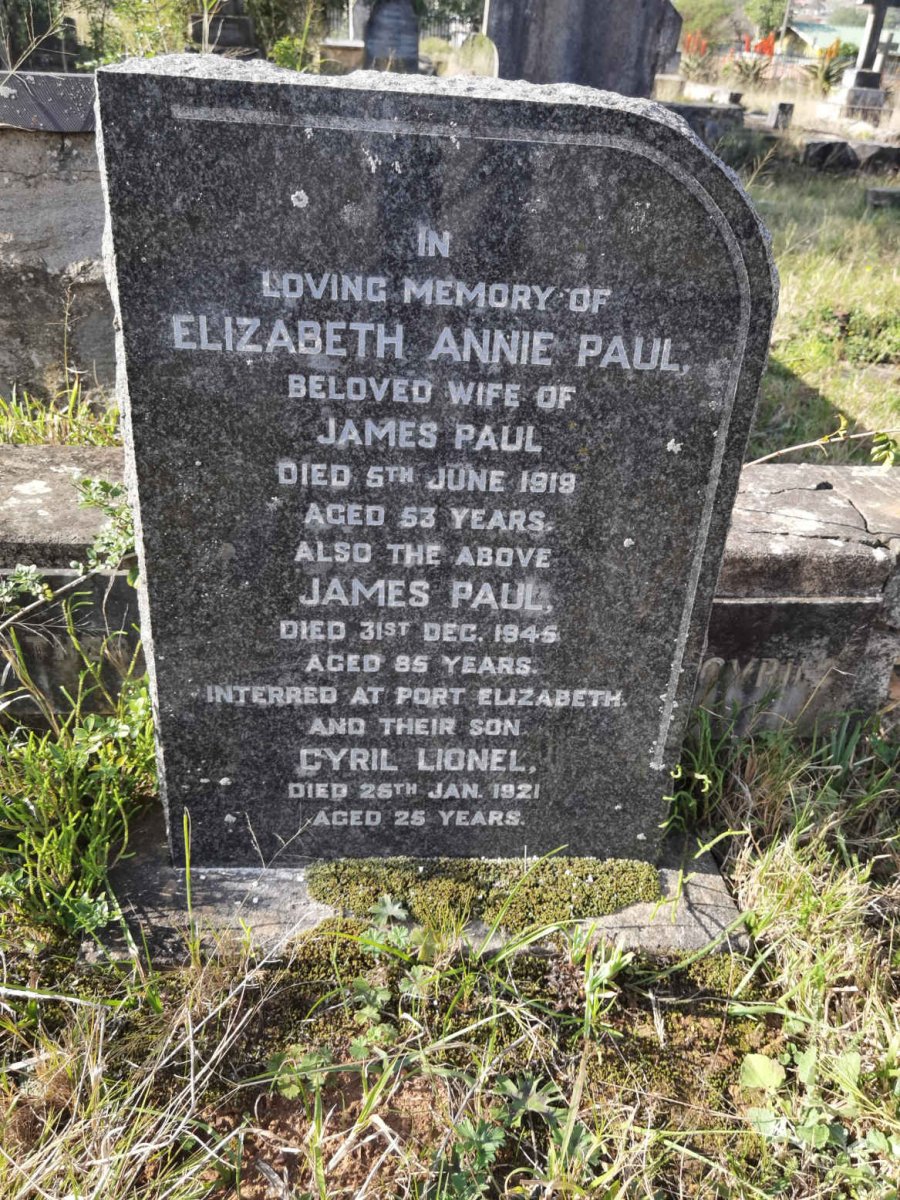 IN
LOVING MEMORY OF
ELIZABETH ANNIE PAUL,
BELOVED WIFE OF
JAMES PAUL
DIED 5TH JUNE 1919
AGED 53 YEARS.
ALSO THE ABOVE
JAMES PAUL,
DIED 31ST DEC. 1945
AGED 85 YEARS.
INTERRED AT PORT ELIZABETH.
AND THEIR SON
CYRIL LIONEL,
DIED 25TH JAN. 1921
AGED 25 YEARS.